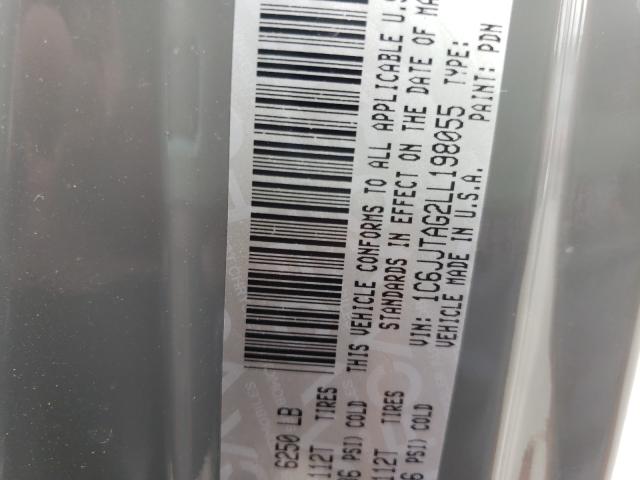 6250 LB
112T TIRES
PSI) COLD
THIS VEHICLE CONFORMS TO ALL APPLICABLE U.S
STANDARDS IN EFFECT ON THE DATE OF MA
112T TIRES
PSI) COLD
VIN: 1C6JJTAG2LL198055 TYPE:
VEHICLE MADE IN U.S.A. PAINT: PDN